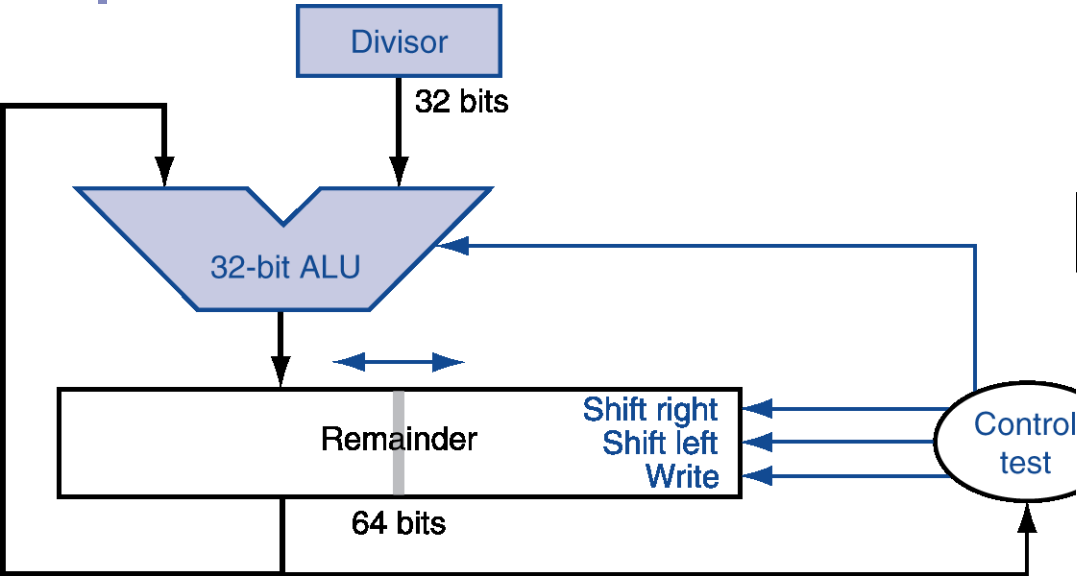 Divisor
32 bits
32-bit ALU
Shift right
Remainder
Shift left
Write
Control
test
64 bits